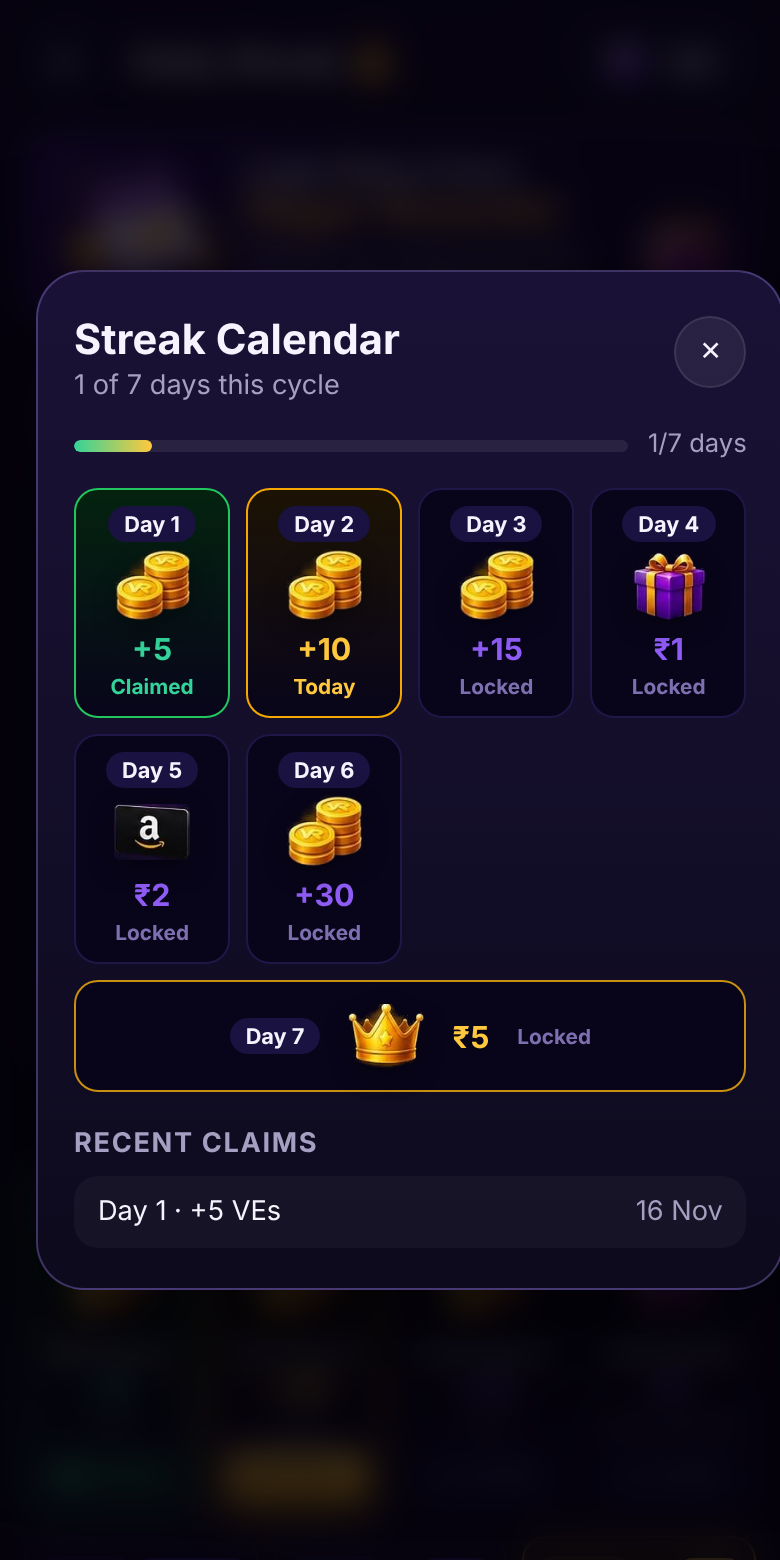 Streak Calendar
1 of 7 days this cycle
✕
1/7 days
Day 1
+5
Claimed
Day 2
+10
Today
Day 3
+15
Locked
Day 4
₹1
Locked
Day 5
a
₹2
Locked
Day 6
+30
Locked
Day 7
₹5
Locked
RECENT CLAIMS
Day 1 · +5 VEs
16 Nov